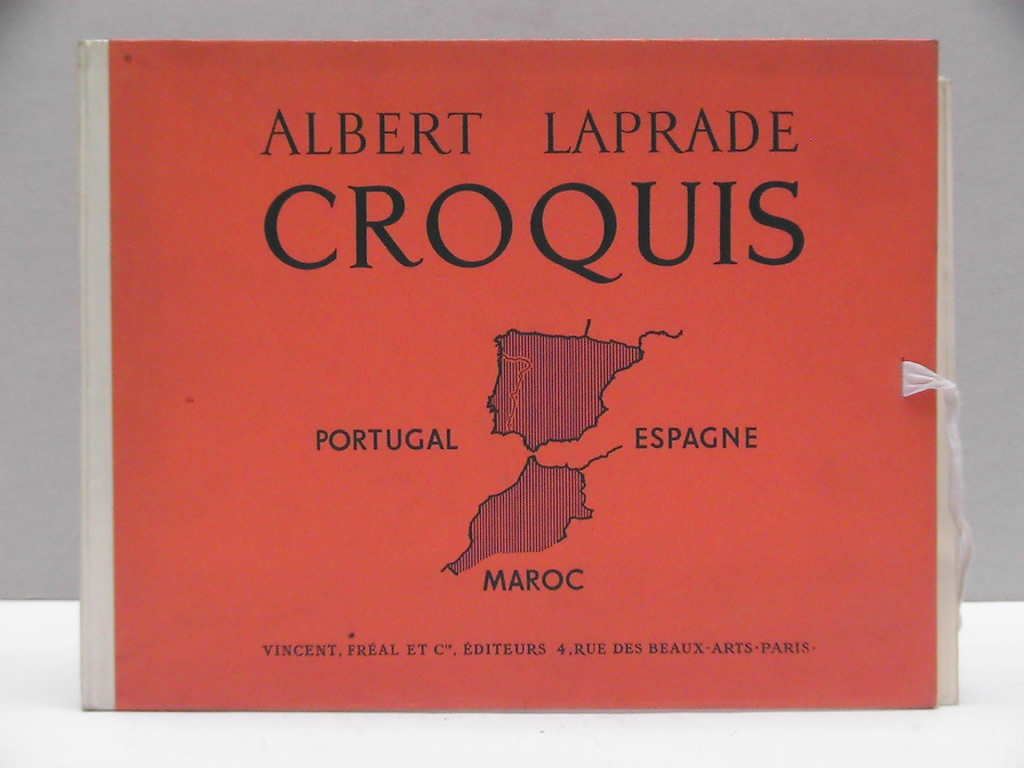 ALBERT LAPRADE
CROQUIS
PORTUGAL ESPAGNE
MAROC
VINCENT, FRÉAL ET Cⁱᵉ, ÉDITEURS 4, RUE DES BEAUX·ARTS·PARIS·